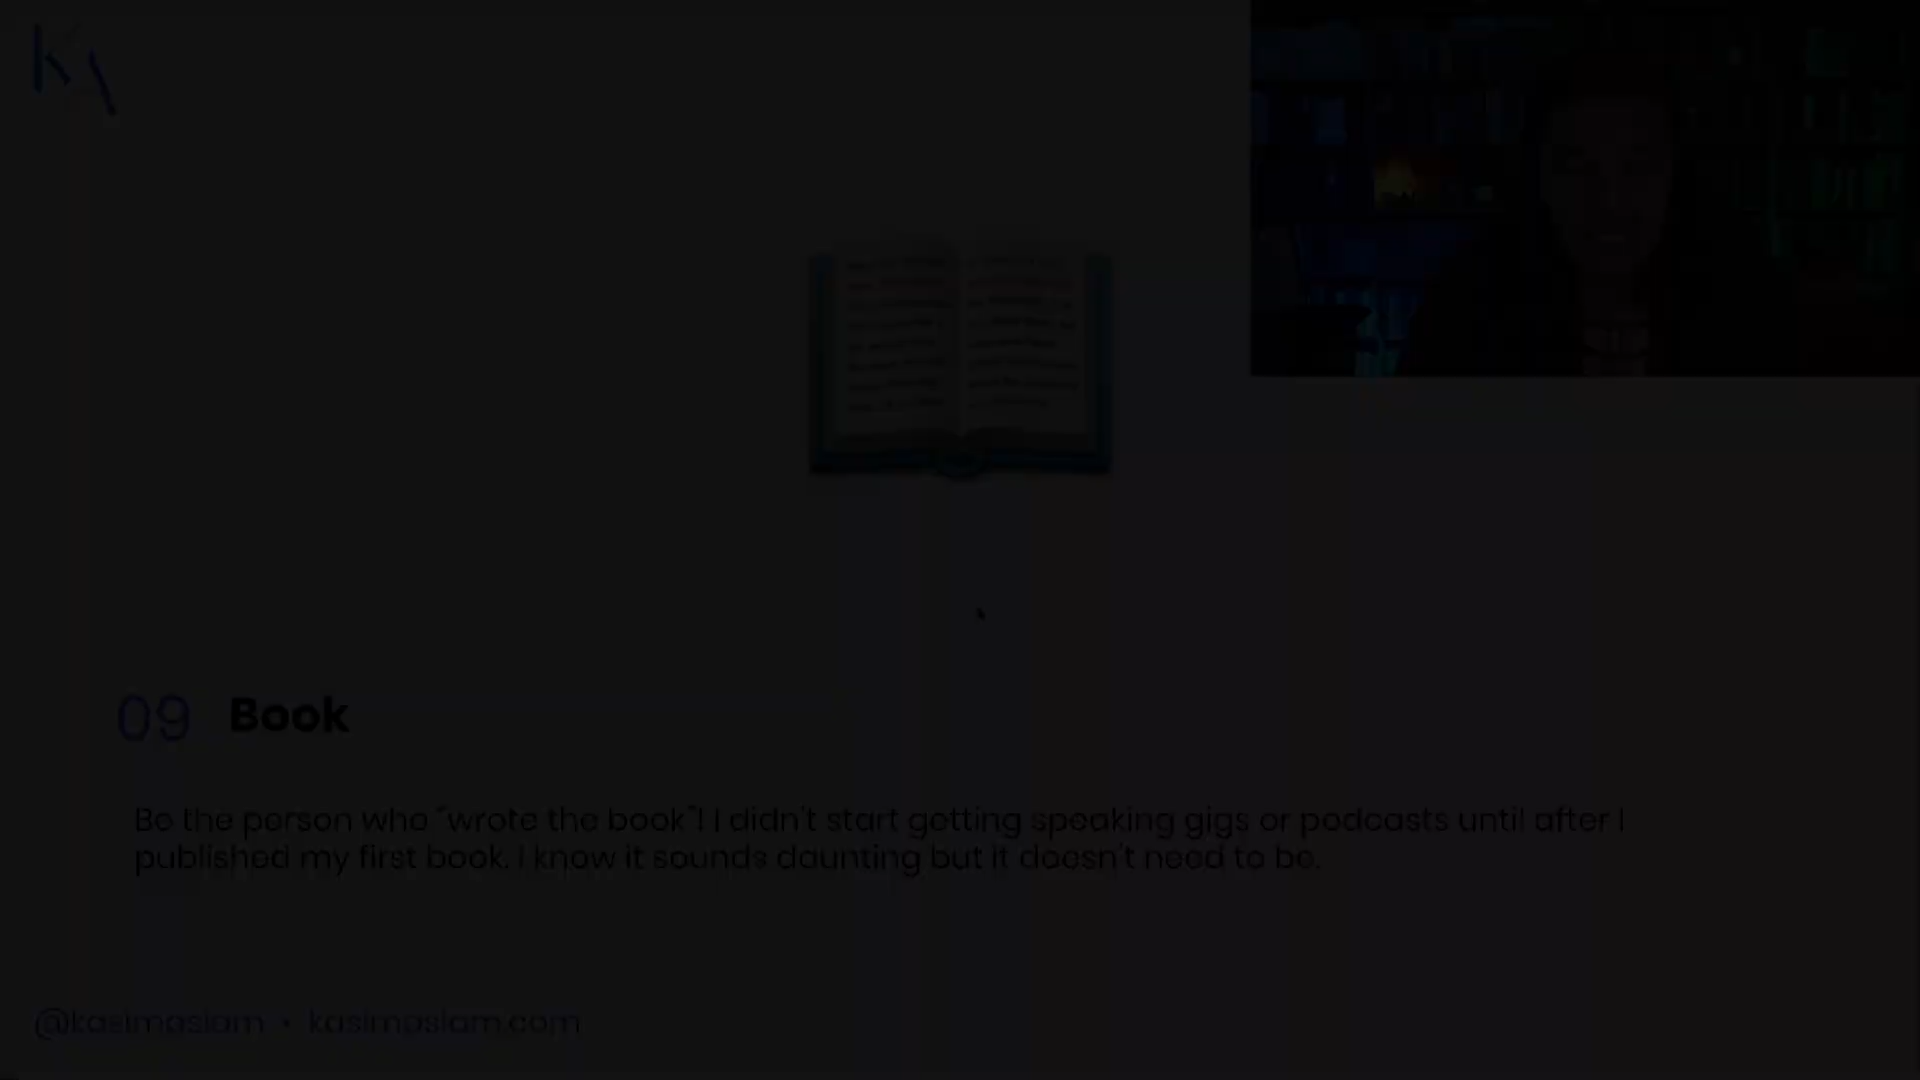 KA
09 Book
Be the person who "wrote the book"! I didn't start getting speaking gigs or podcasts until after I
published my first book. I know it sounds daunting but it doesn't need to be.
@kasimaslam • kasimaslam.com